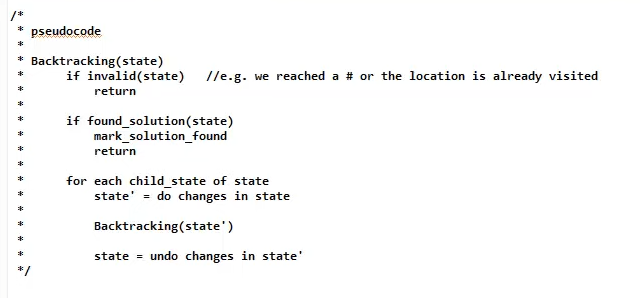 /*
 * pseudocode
 *
 * Backtracking(state)
 *      if invalid(state)   //e.g. we reached a # or the location is already visited
 *          return
 *
 *      if found_solution(state)
 *          mark_solution_found
 *          return
 *
 *      for each child_state of state
 *          state' = do changes in state
 *
 *          Backtracking(state')
 *
 *          state = undo changes in state'
 */